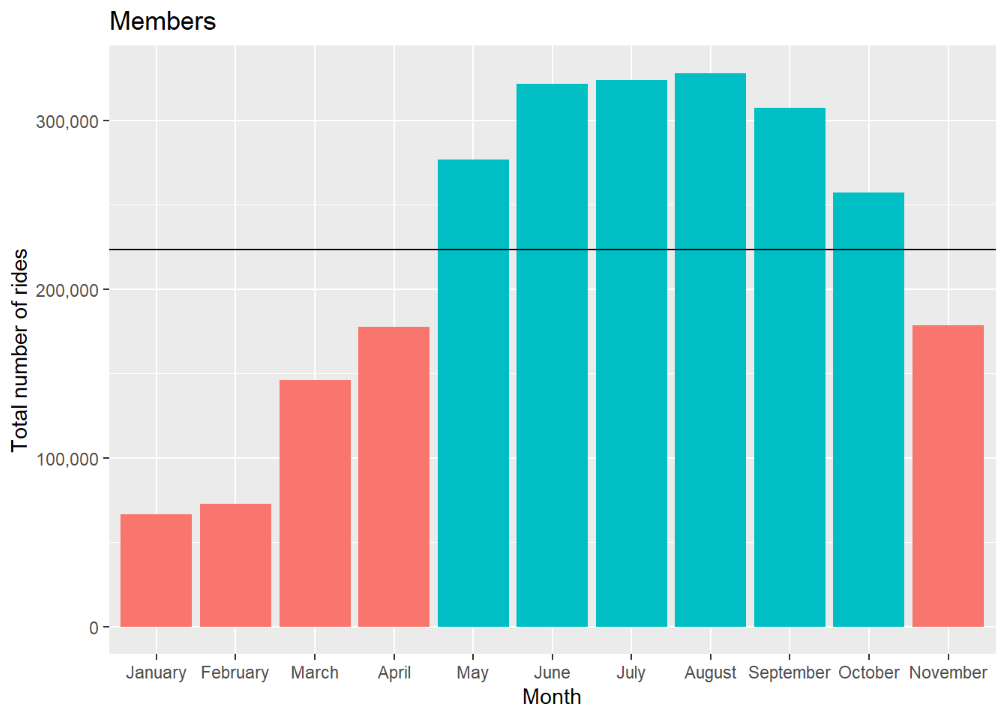 Members
Total number of rides
300,000
200,000
100,000
0
January February March April May June July August September October November
Month